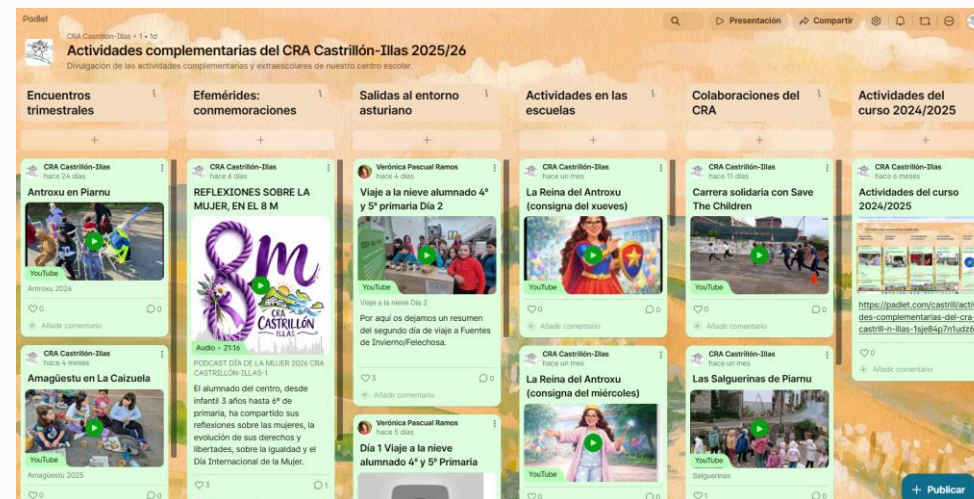 Padlet
Presentación
Compartir
CRA Castrillón-Illas • 1 • 1d
Actividades complementarias del CRA Castrillón-Illas 2025/26
Divulgación de las actividades complementarias y extraescolares de nuestro centro escolar.
Encuentros
trimestrales
CRA Castrillón-Illas
hace 24 días
Antroxu en Piarnu
YouTube
Antroxu 2026
0
0
Añadir comentario
CRA Castrillón-Illas
hace 4 meses
Amagüestu en La Caizuela
YouTube
Amagüestu 2025
0
0
Efemérides:
conmemoraciones
CRA Castrillón-Illas
hace 6 días
REFLEXIONES SOBRE LA
MUJER, EN EL 8 M
8m
CRA
CASTRILLÓN
ILLAS
Audio • 21:16
PODCAST DÍA DE LA MUJER 2026 CRA
CASTRILLÓN-ILLAS-1
El alumnado del centro, desde
infantil 3 años hasta 6º de
primaria, ha compartido sus
reflexiones sobre las mujeres, la
evolución de sus derechos y
libertades, sobre la igualdad y el
Día Internacional de la Mujer.
3
1
Salidas al entorno
asturiano
Verónica Pascual Ramos
hace 4 días
Viaje a la nieve alumnado 4º
y 5º primaria Día 2
YouTube
Viaje a la nieve Día 2
Por aquí os dejamos un resumen
del segundo día de viaje a Fuentes
de Invierno/Felechosa.
3
0
Añadir comentario
Verónica Pascual Ramos
hace 5 días
Día 1 Viaje a la nieve
alumnado 4º y 5º Primaria
Actividades en las
escuelas
CRA Castrillón-Illas
hace un mes
La Reina del Antroxu
(consigna del xueves)
YouTube
0
0
Añadir comentario
CRA Castrillón-Illas
hace un mes
La Reina del Antroxu
(consigna del miércoles)
YouTube
0
0
Colaboraciones del
CRA
CRA Castrillón-Illas
hace 11 días
Carrera solidaria con Save
The Children
YouTube
0
0
Añadir comentario
CRA Castrillón-Illas
hace un mes
Las Salguerinas de Piarnu
YouTube
Salguerinas
1
0
Actividades del
curso 2024/2025
CRA Castrillón-Illas
hace 6 meses
Actividades del curso
2024/2025
https://padlet.com/castrill/activi
des-complementarias-del-cra-
castrill-n-illas-1sjeB4p7n1udz6
0
Añadir comentario
Publicar